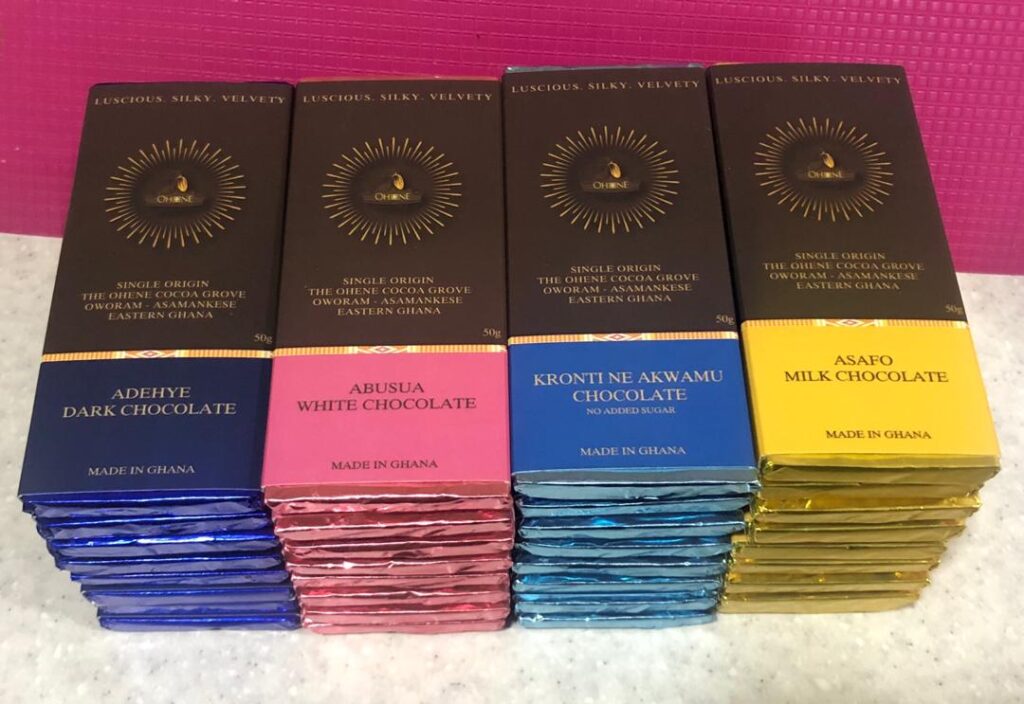 LUSCIOUS. SILKY. VELVETY
OHENE
SINGLE ORIGIN
THE OHENE COCOA GROVE
OWORAM - ASAMANKESE
EASTERN GHANA
50g
ADEHYE
DARK CHOCOLATE
MADE IN GHANA
LUSCIOUS. SILKY. VELVETY
OHENE
SINGLE ORIGIN
THE OHENE COCOA GROVE
OWORAM - ASAMANKESE
EASTERN GHANA
50g
ABUSUA
WHITE CHOCOLATE
MADE IN GHANA
LUSCIOUS. SILKY. VELVETY
OHENE
SINGLE ORIGIN
THE OHENE COCOA GROVE
OWORAM - ASAMANKESE
EASTERN GHANA
50g
KRONTI NE AKWAMU
CHOCOLATE
NO ADDED SUGAR
MADE IN GHANA
LUSCIOUS. SILKY. VELVETY
OHENE
SINGLE ORIGIN
THE OHENE COCOA GROVE
OWORAM - ASAMANKESE
EASTERN GHANA
50g
ASAFO
MILK CHOCOLATE
MADE IN GHANA